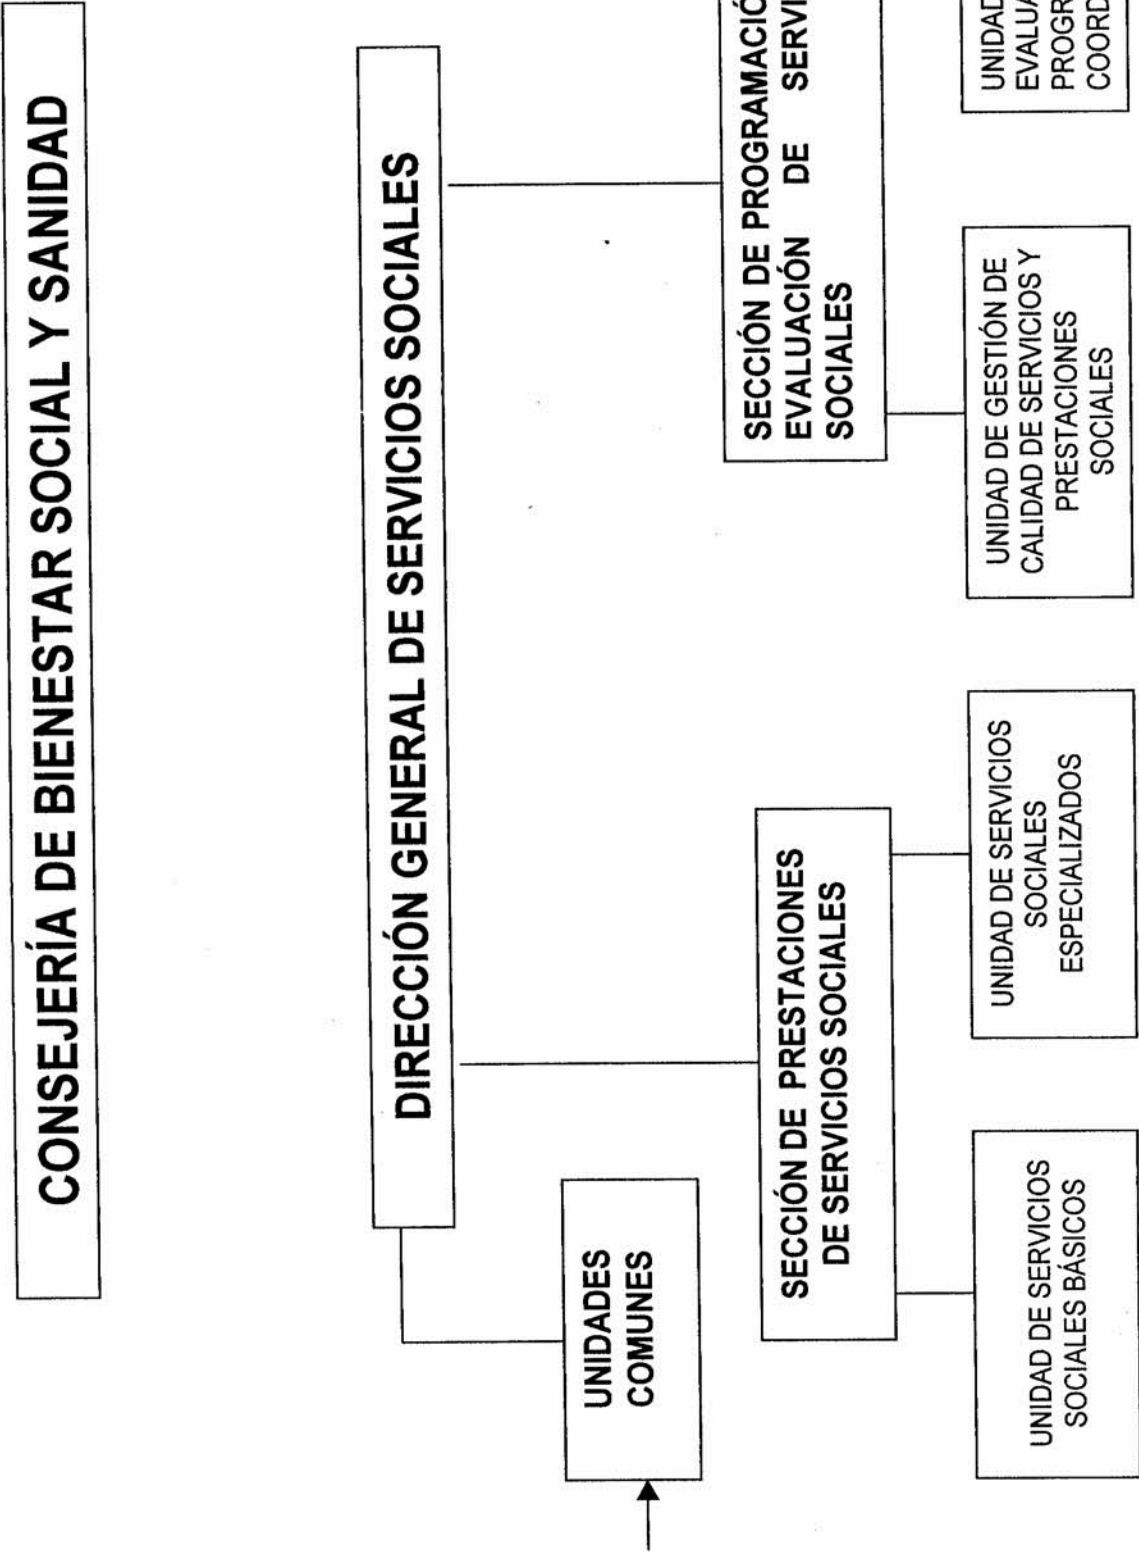 CONSEJERÍA DE BIENESTAR SOCIAL Y SANIDAD
DIRECCIÓN GENERAL DE SERVICIOS SOCIALES
UNIDADES
COMUNES
SECCIÓN DE PRESTACIONES
DE SERVICIOS SOCIALES
SECCIÓN DE PROGRAMACIÓ
EVALUACIÓN DE SERVI
SOCIALES
UNIDAD DE SERVICIOS
SOCIALES BÁSICOS
UNIDAD DE SERVICIOS
SOCIALES
ESPECIALIZADOS
UNIDAD DE GESTIÓN DE
CALIDAD DE SERVICIOS Y
PRESTACIONES
SOCIALES
UNIDAD
EVALUA
PROGR
COORD